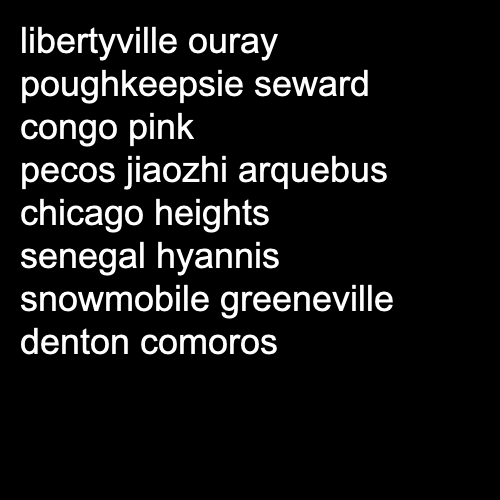 libertyville ouray
poughkeepsie seward
congo pink
pecos jiaozhi arquebus
chicago heights
senegal hyannis
snowmobile greeneville
denton comoros